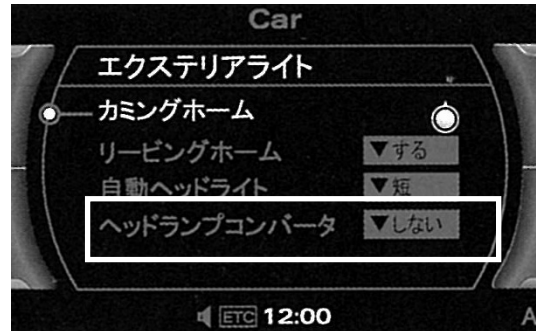 Car
エクステリアライト
カミングホーム
リービングホーム ▼する
自動ヘッドライト ▼短
ヘッドランプコンバータ ▼しない
ETC 12:00
A